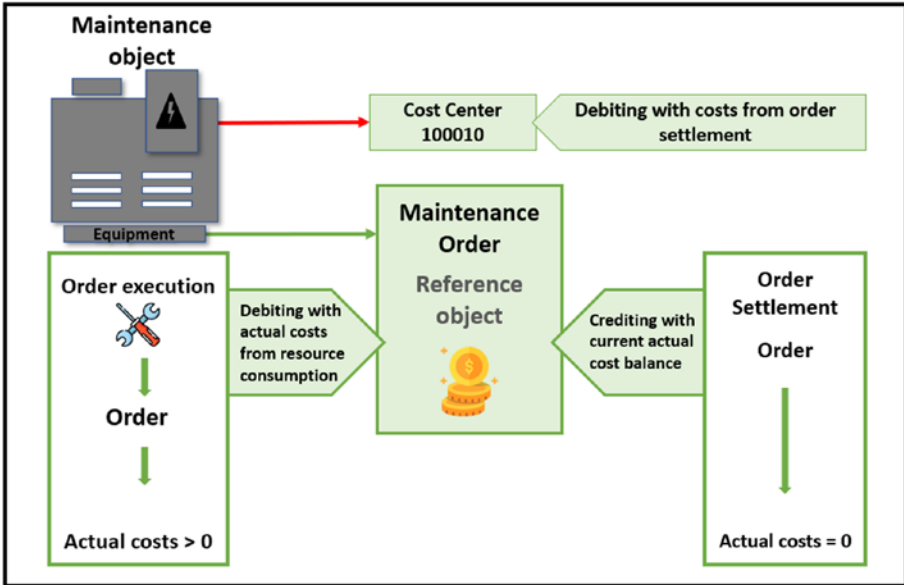 Maintenance
object
Cost Center
100010
Debiting with costs from order
settlement
Equipment
Maintenance
Order
Reference
object
Order execution
Debiting with
actual costs
from resource
consumption
Order
Actual costs > 0
Crediting with
current actual
cost balance
Order
Settlement
Order
Actual costs = 0